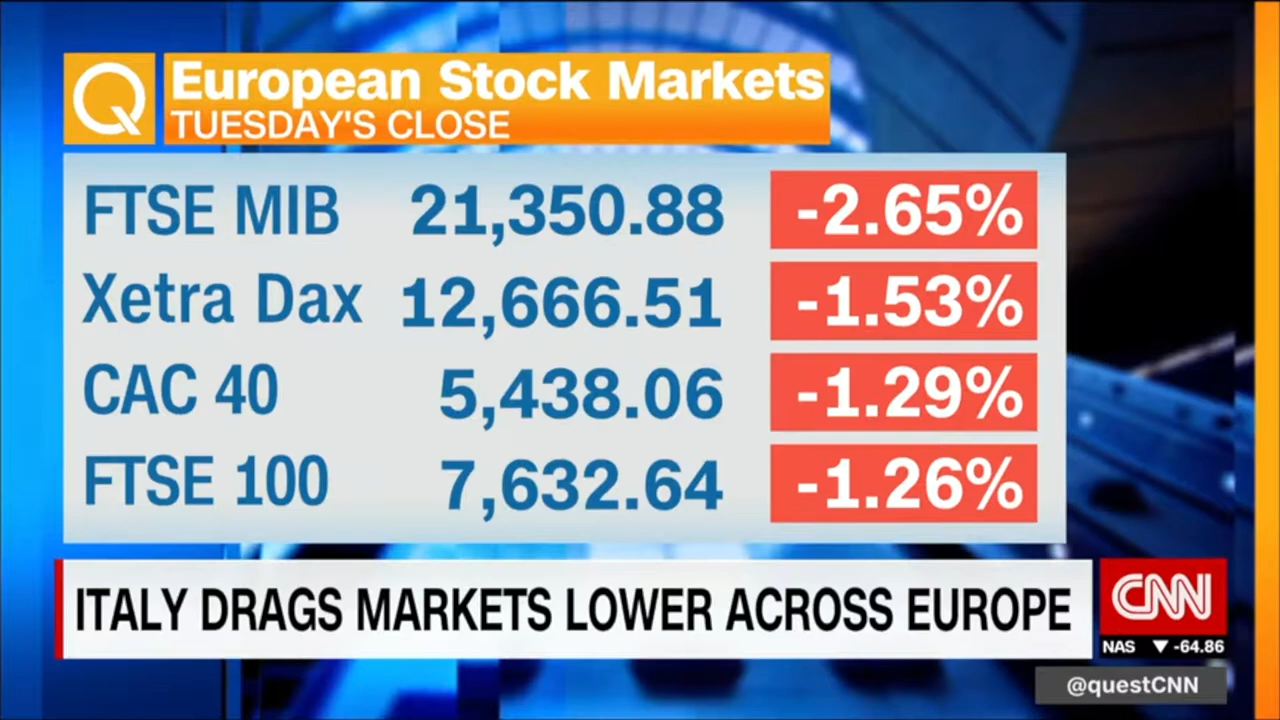 Q
European Stock Markets
TUESDAY'S CLOSE
FTSE MIB 21,350.88 -2.65%
Xetra Dax 12,666.51 -1.53%
CAC 40 5,438.06 -1.29%
FTSE 100 7,632.64 -1.26%
ITALY DRAGS MARKETS LOWER ACROSS EUROPE
CNN
NAS ▼ -64.86
@questCNN